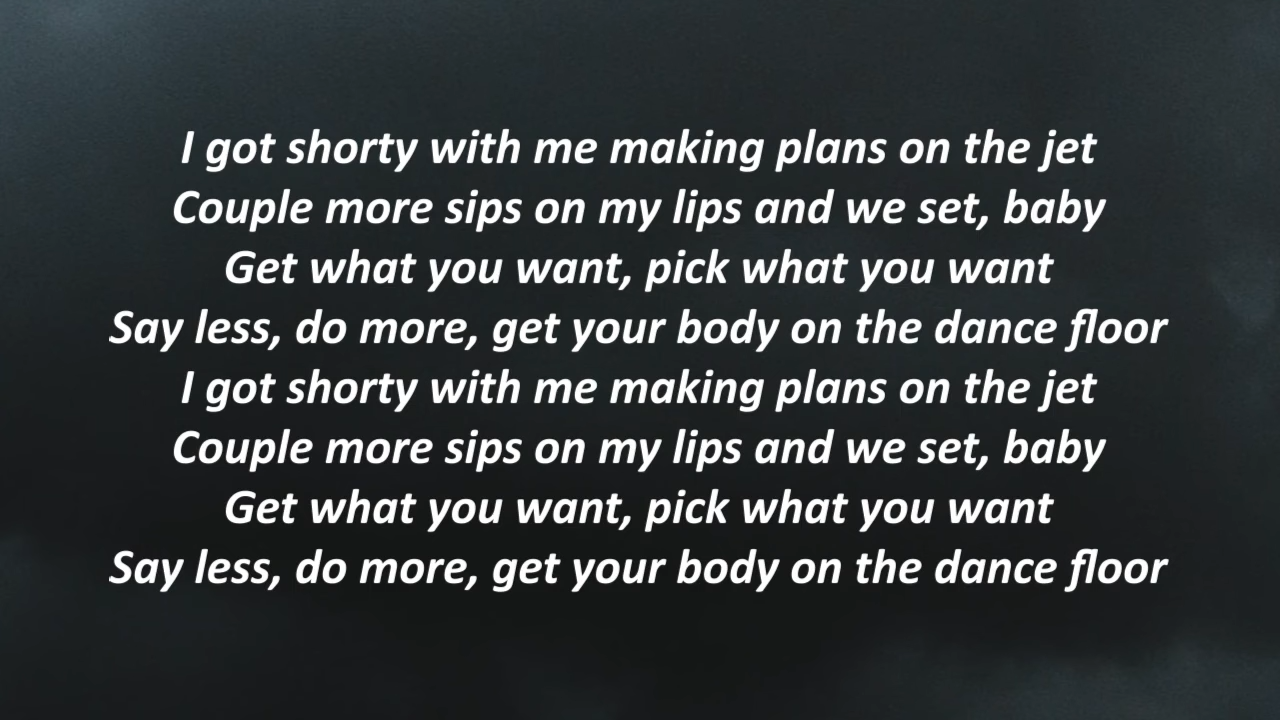 I got shorty with me making plans on the jet
Couple more sips on my lips and we set, baby
Get what you want, pick what you want
Say less, do more, get your body on the dance floor
I got shorty with me making plans on the jet
Couple more sips on my lips and we set, baby
Get what you want, pick what you want
Say less, do more, get your body on the dance floor